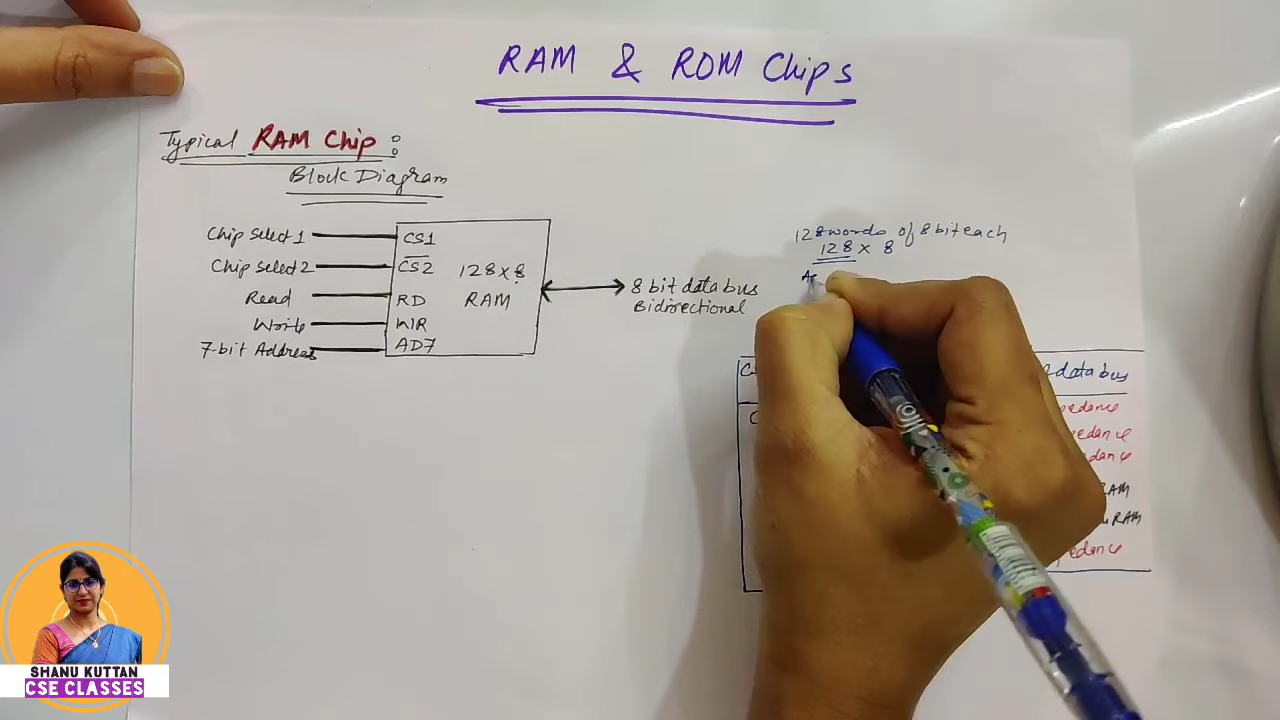 RAM & ROM Chips
Typical RAM Chip :
Block Diagram
Chip Select 1
Chip Select 2
Read
Write
7-bit Address
CS1
CS2
RD
WR
AD7
128 x 8
RAM
8 bit data bus
Bidirectional
128 words of 8 bit each
128 x 8
data bus
RAM
RAM
SHANU KUTTAN
CSE CLASSES